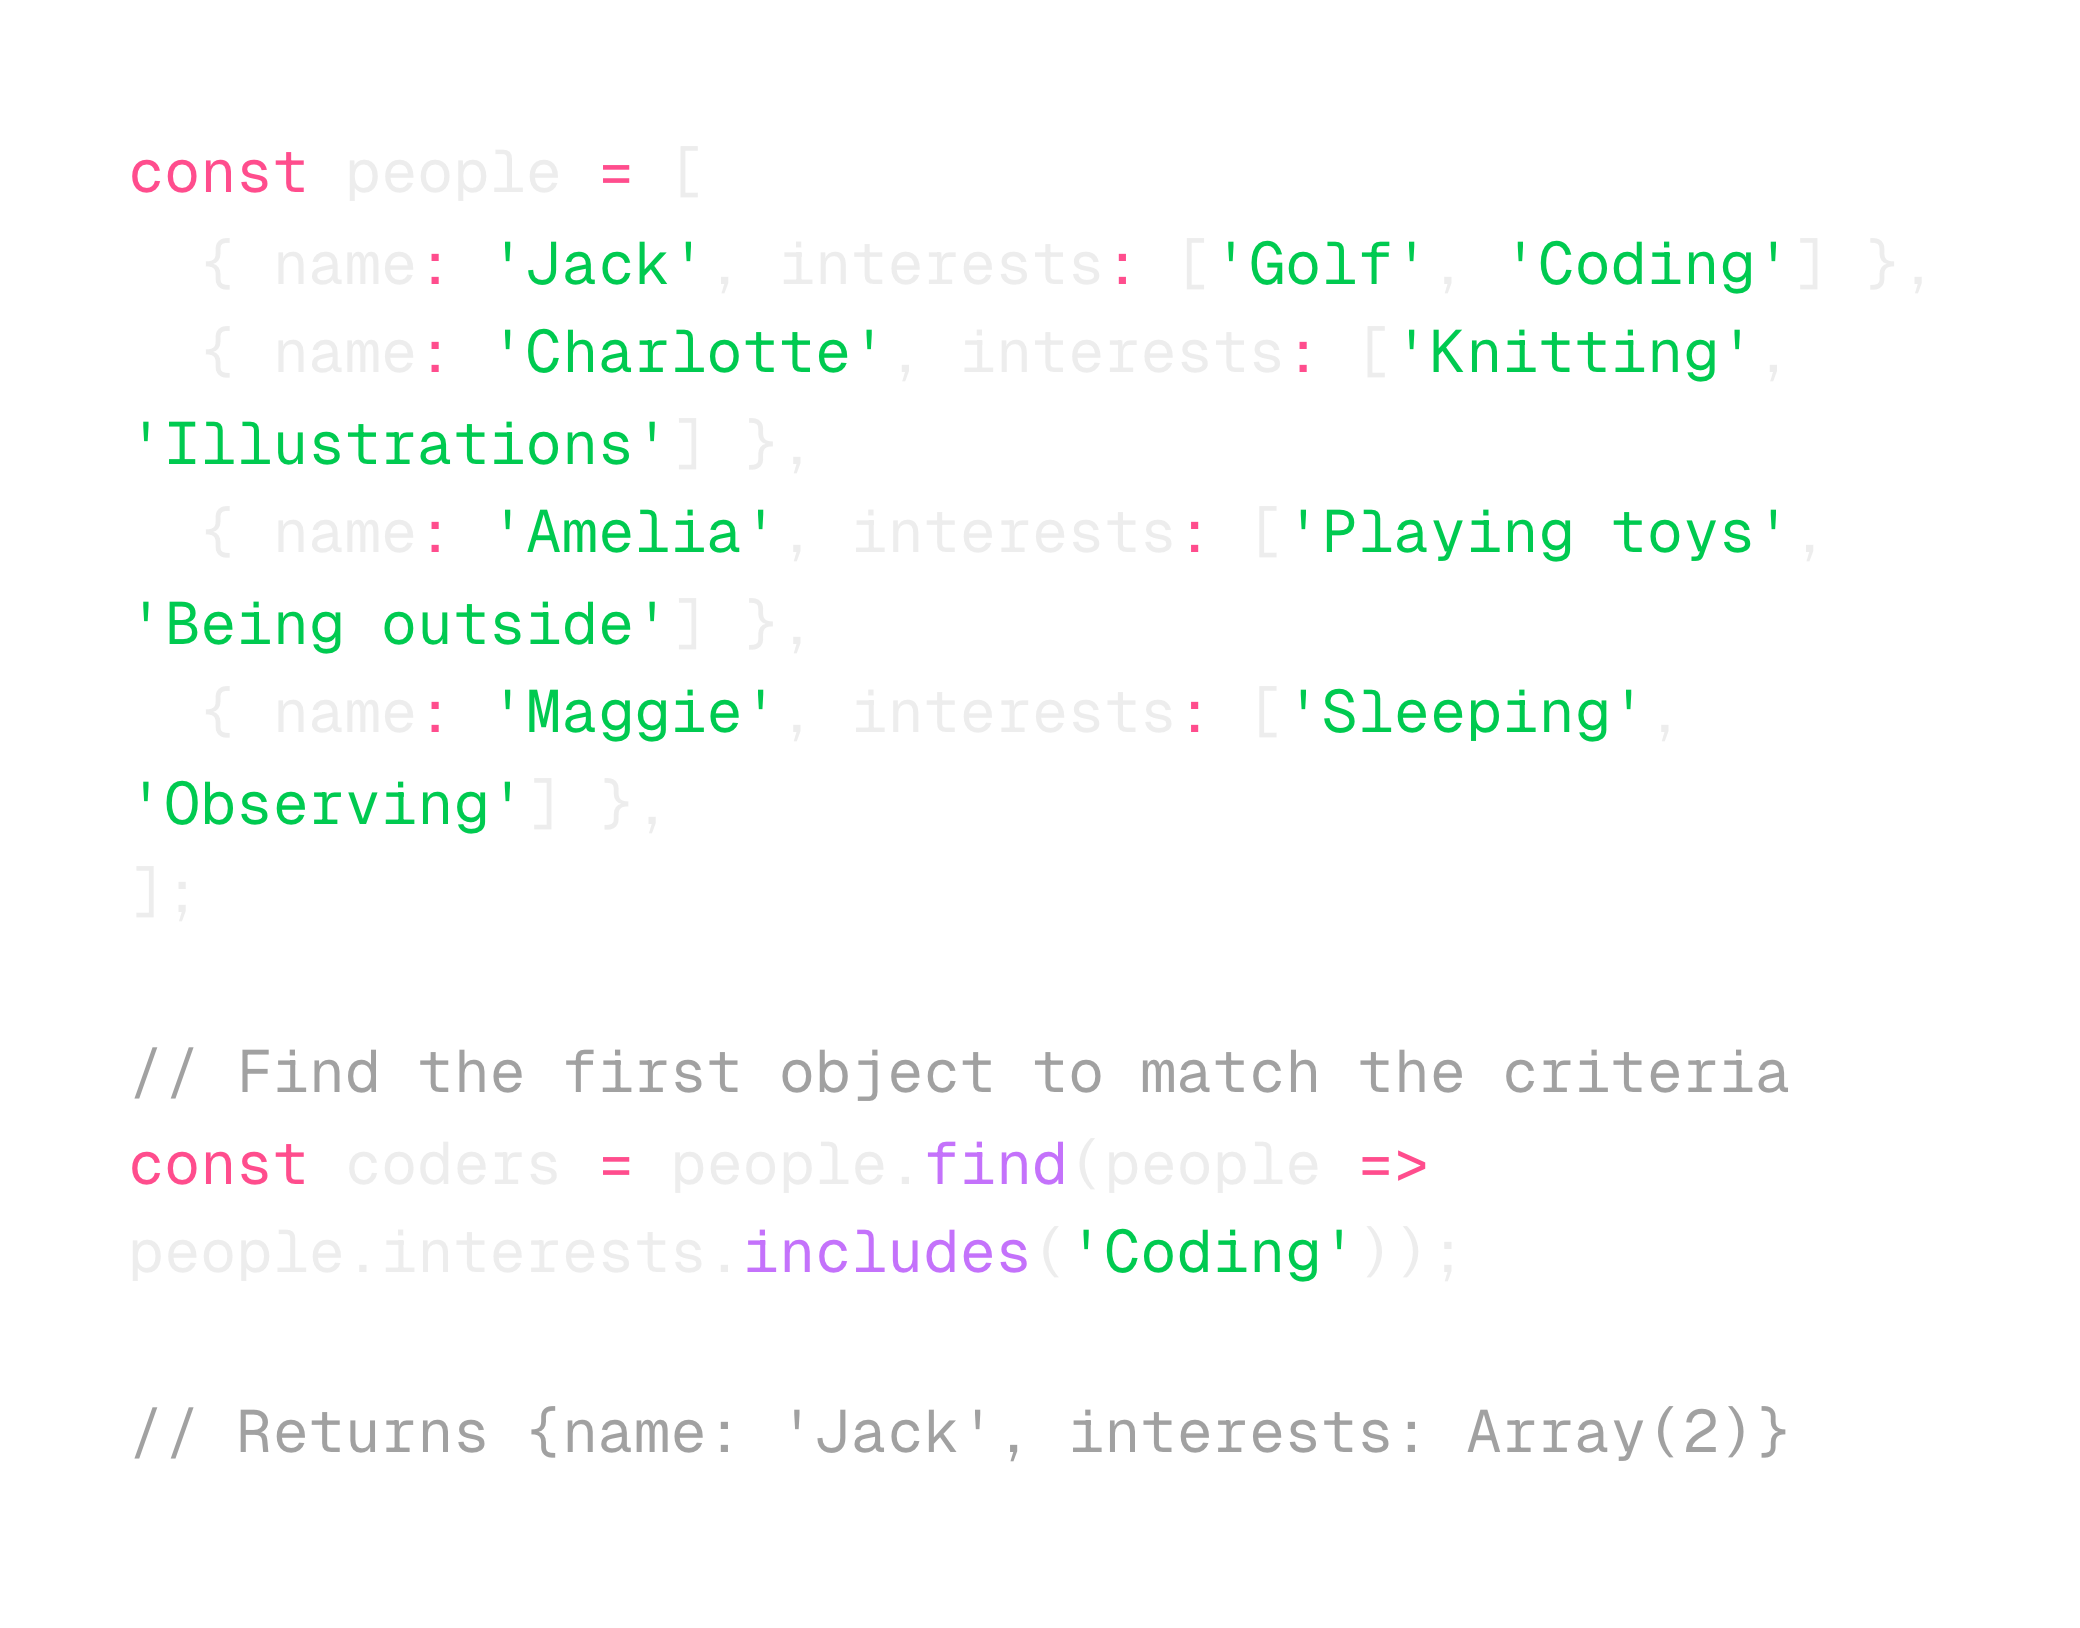 const people = [
  { name: 'Jack', interests: ['Golf', 'Coding'] },
  { name: 'Charlotte', interests: ['Knitting',
'Illustrations'] },
  { name: 'Amelia', interests: ['Playing toys',
'Being outside'] },
  { name: 'Maggie', interests: ['Sleeping',
'Observing'] },
];

// Find the first object to match the criteria
const coders = people.find(people =>
people.interests.includes('Coding'));

// Returns {name: 'Jack', interests: Array(2)}